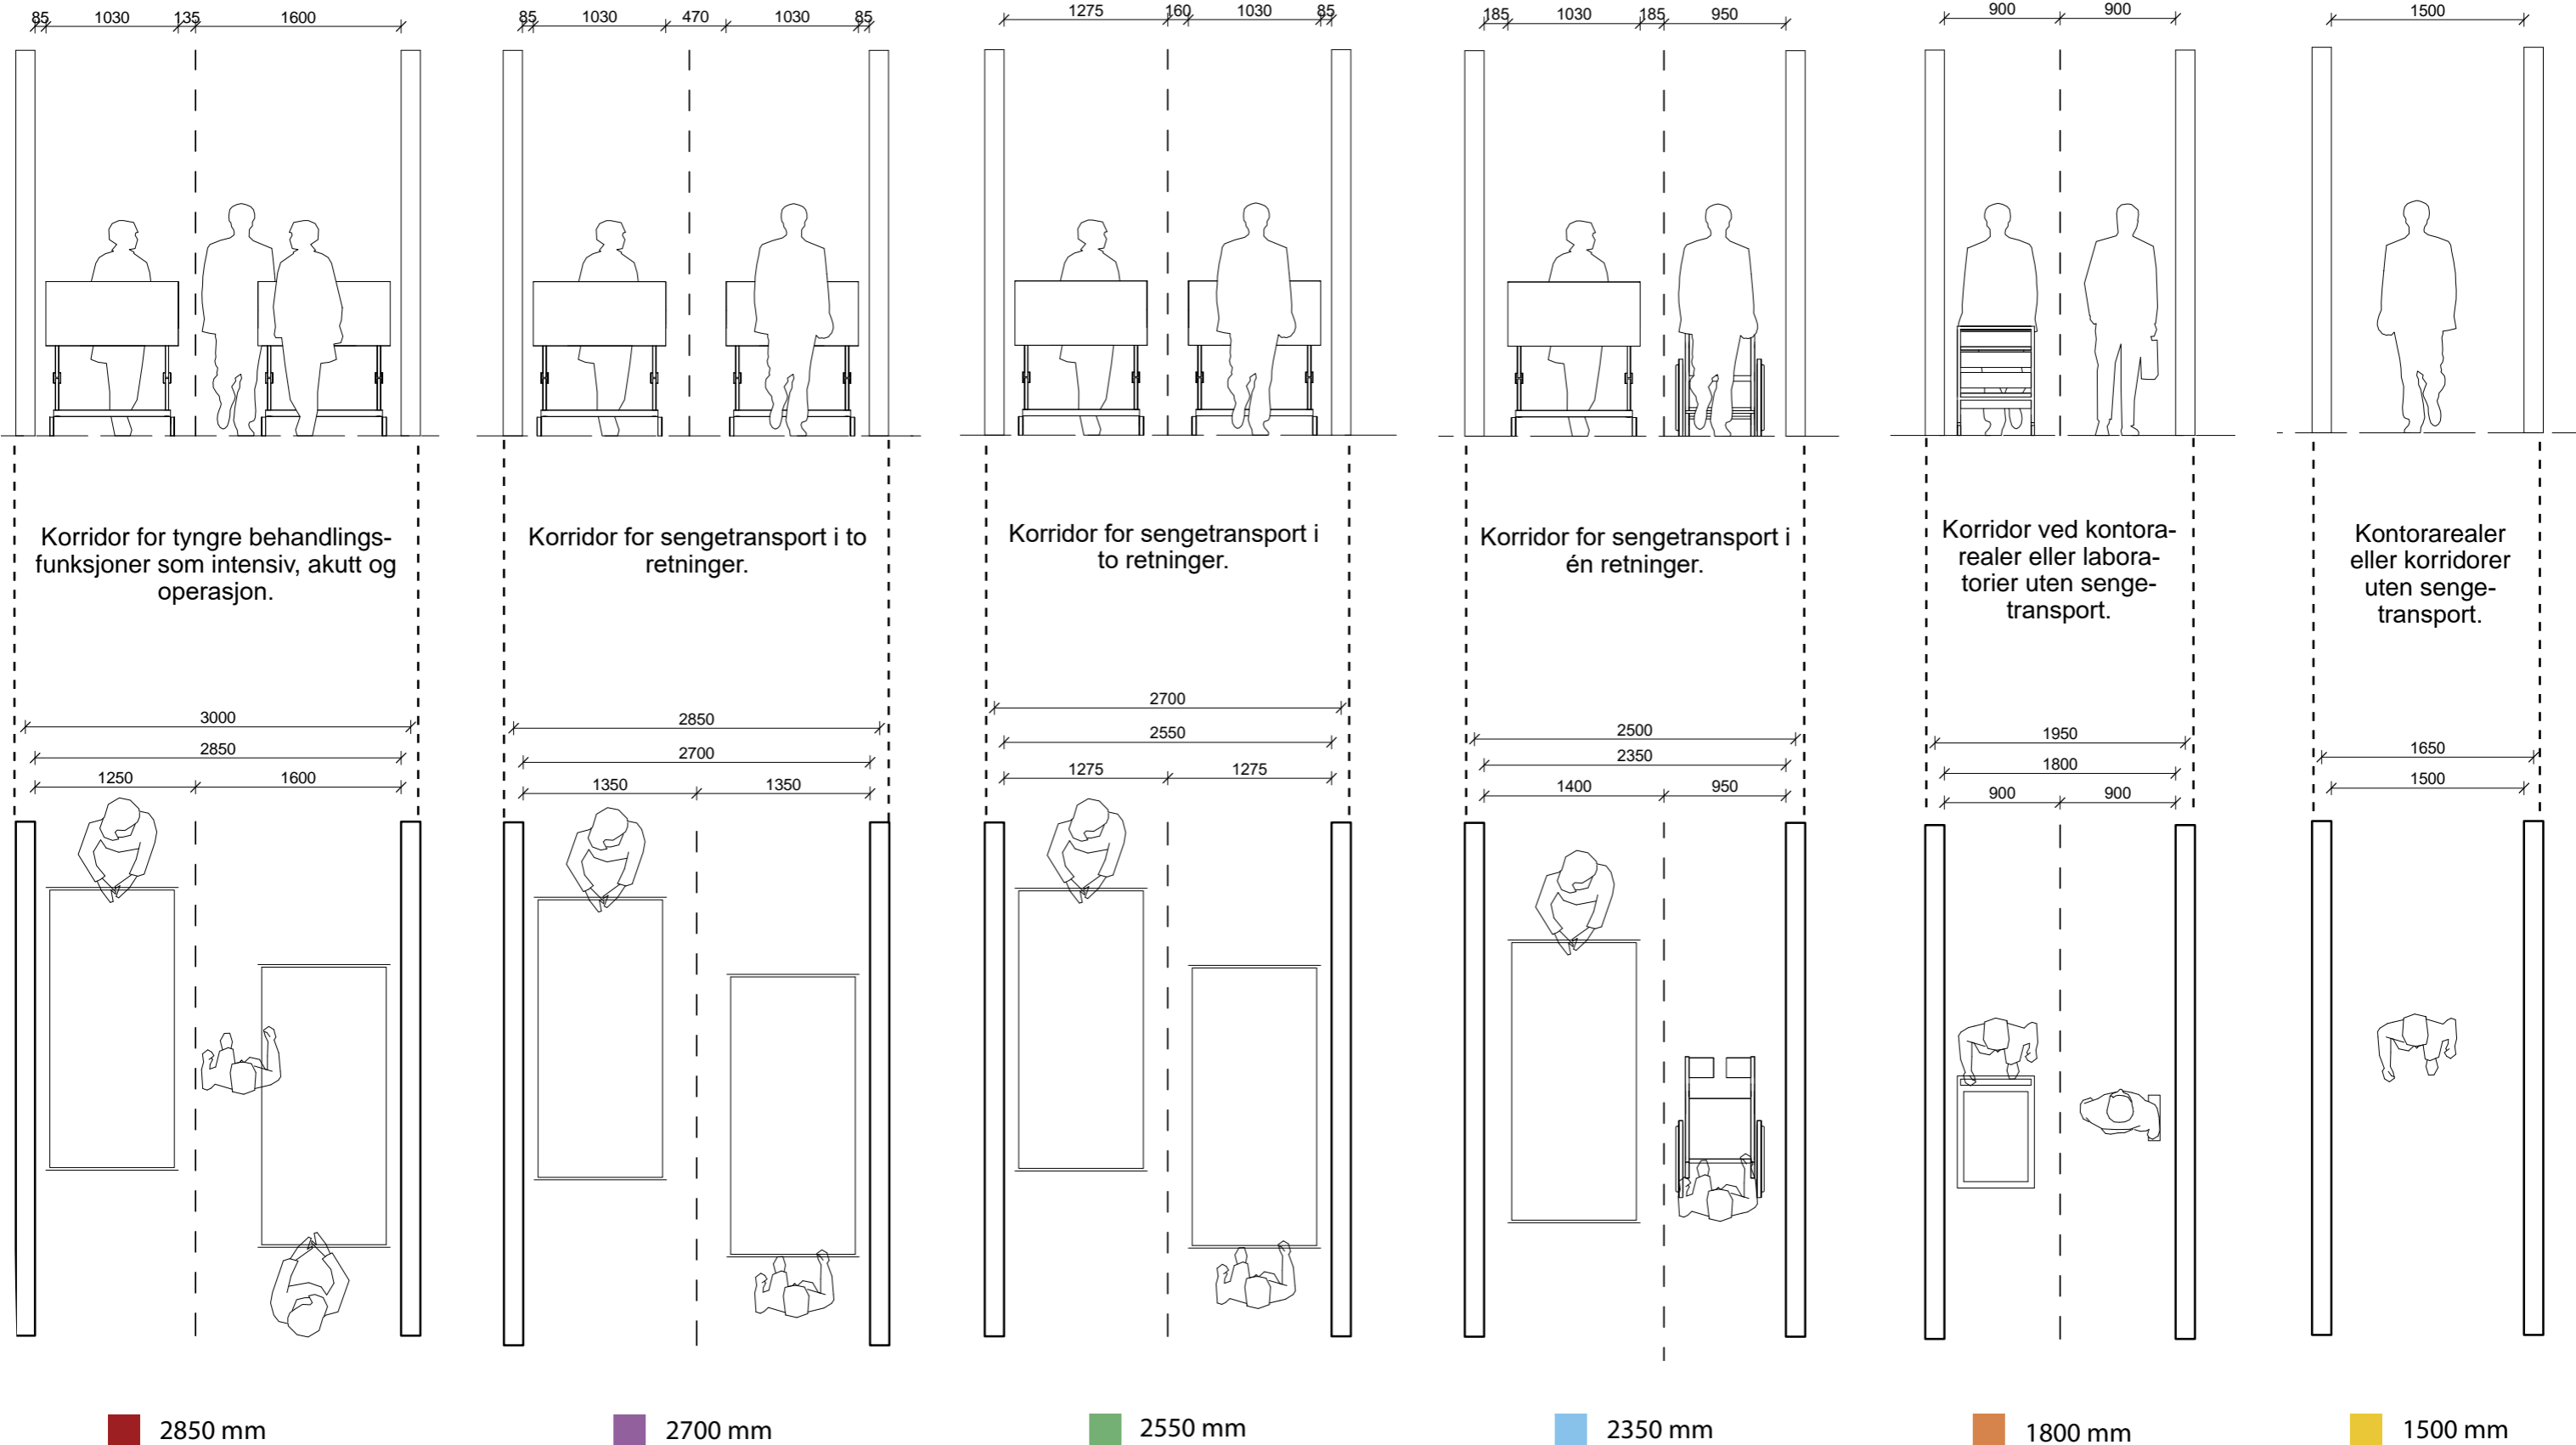 85 1030 135 1600
85 1030 470 1030 85
1275 160 1030 85
185 1030 185 950
900 900
1500
Korridor for tyngre behandlings-
funksjoner som intensiv, akutt og
operasjon.
Korridor for sengetransport i to
retninger.
Korridor for sengetransport i
to retninger.
Korridor for sengetransport i
én retninger.
Korridor ved kontora-
realer eller labora-
torier uten senge-
transport.
Kontorarealer
eller korridorer
uten senge-
transport.
3000
2850
1250 1600
2850
2700
1350 1350
2700
2550
1275 1275
2500
2350
1400 950
1950
1800
900 900
1650
1500
2850 mm
2700 mm
2550 mm
2350 mm
1800 mm
1500 mm